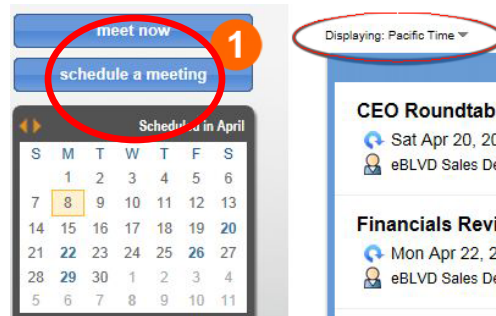 meet now
1
schedule a meeting
Scheduled in April
S M T W T F S
1 2 3 4 5 6
7 8 9 10 11 12 13
14 15 16 17 18 19 20
21 22 23 24 25 26 27
28 29 30 1 2 3 4
5 6 7 8 9 10 11
Displaying: Pacific Time
CEO Roundtab
Sat Apr 20, 20
eBLVD Sales De
Financials Revi
Mon Apr 22, 2
eBLVD Sales De